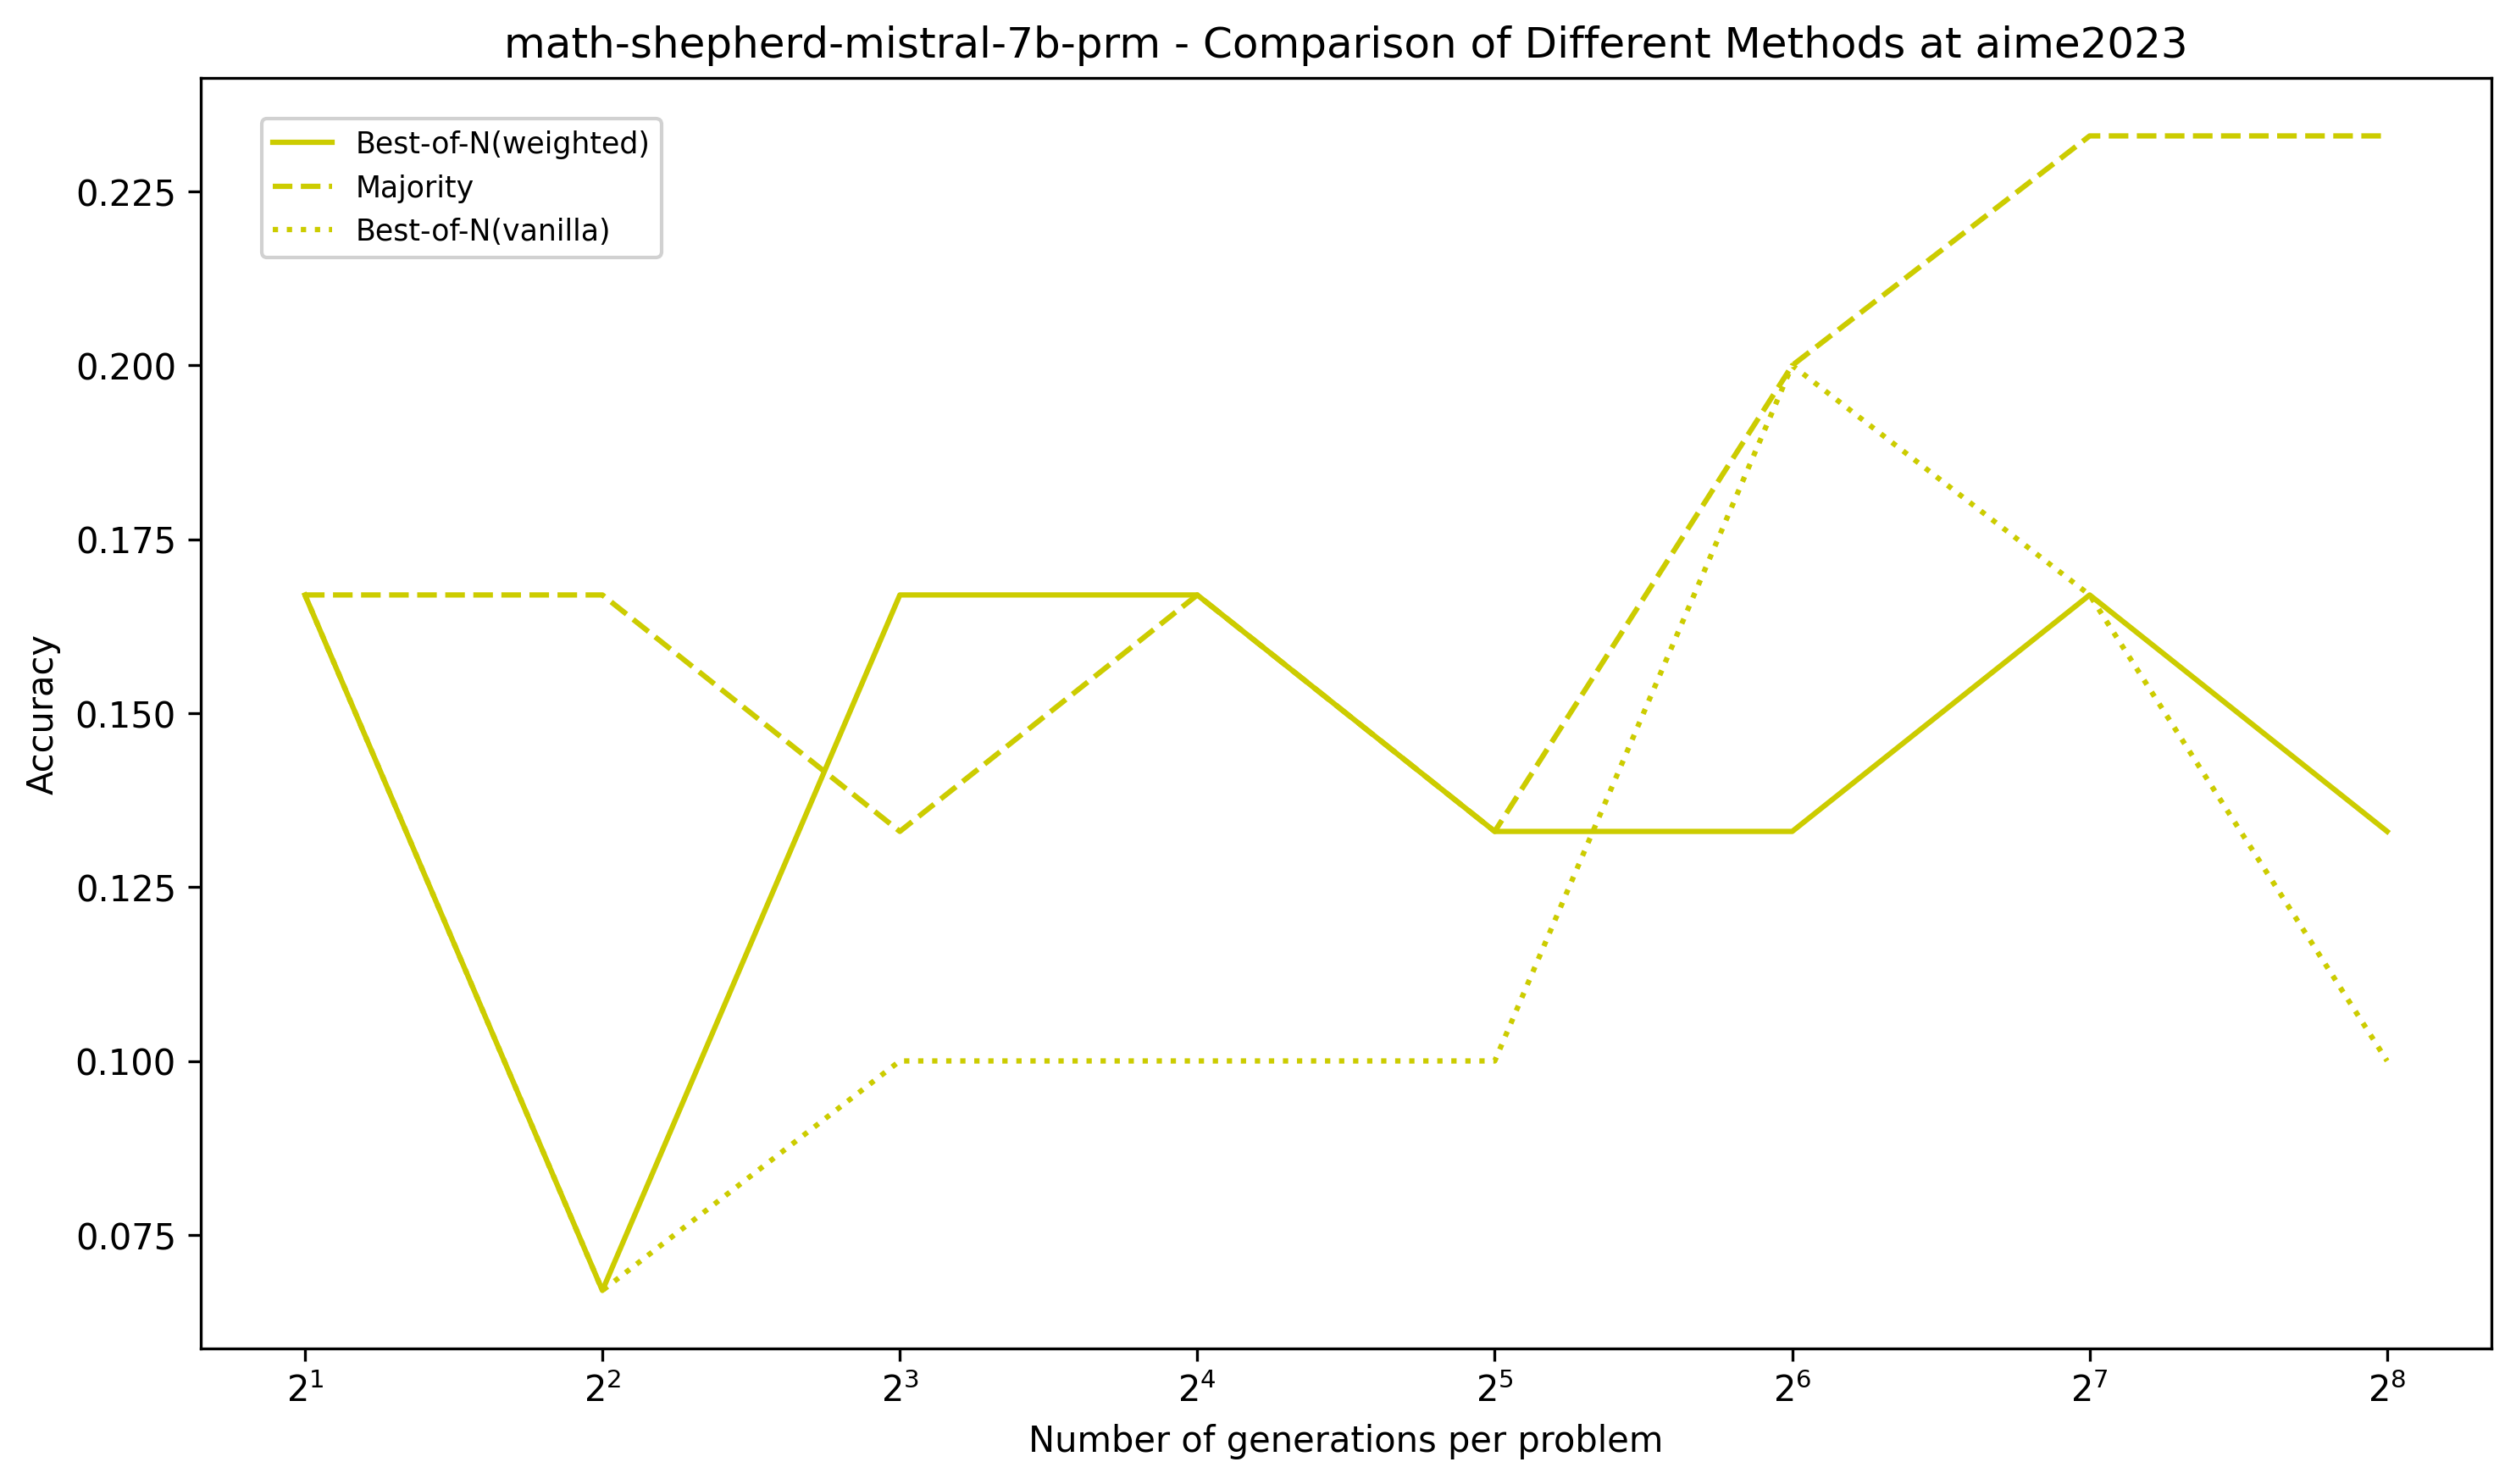 math-shepherd-mistral-7b-prm - Comparison of Different Methods at aime2023
Best-of-N(weighted)
Majority
Best-of-N(vanilla)
0.225
0.200
0.175
0.150
0.125
0.100
0.075
Accuracy
2¹ 2² 2³ 2⁴ 2⁵ 2⁶ 2⁷ 2⁸
Number of generations per problem